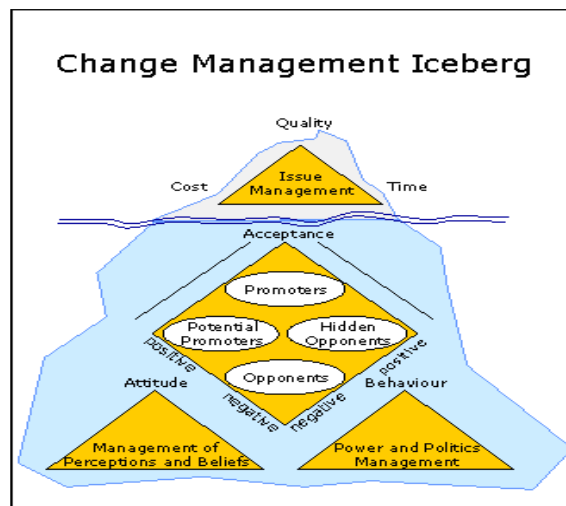 Change Management Iceberg
Quality
Issue
Management
Cost
Time
Acceptance
Promoters
Potential
Promoters
Hidden
Opponents
Opponents
positive
negative
negative
positive
Attitude
Behaviour
Management of
Perceptions and Beliefs
Power and Politics
Management